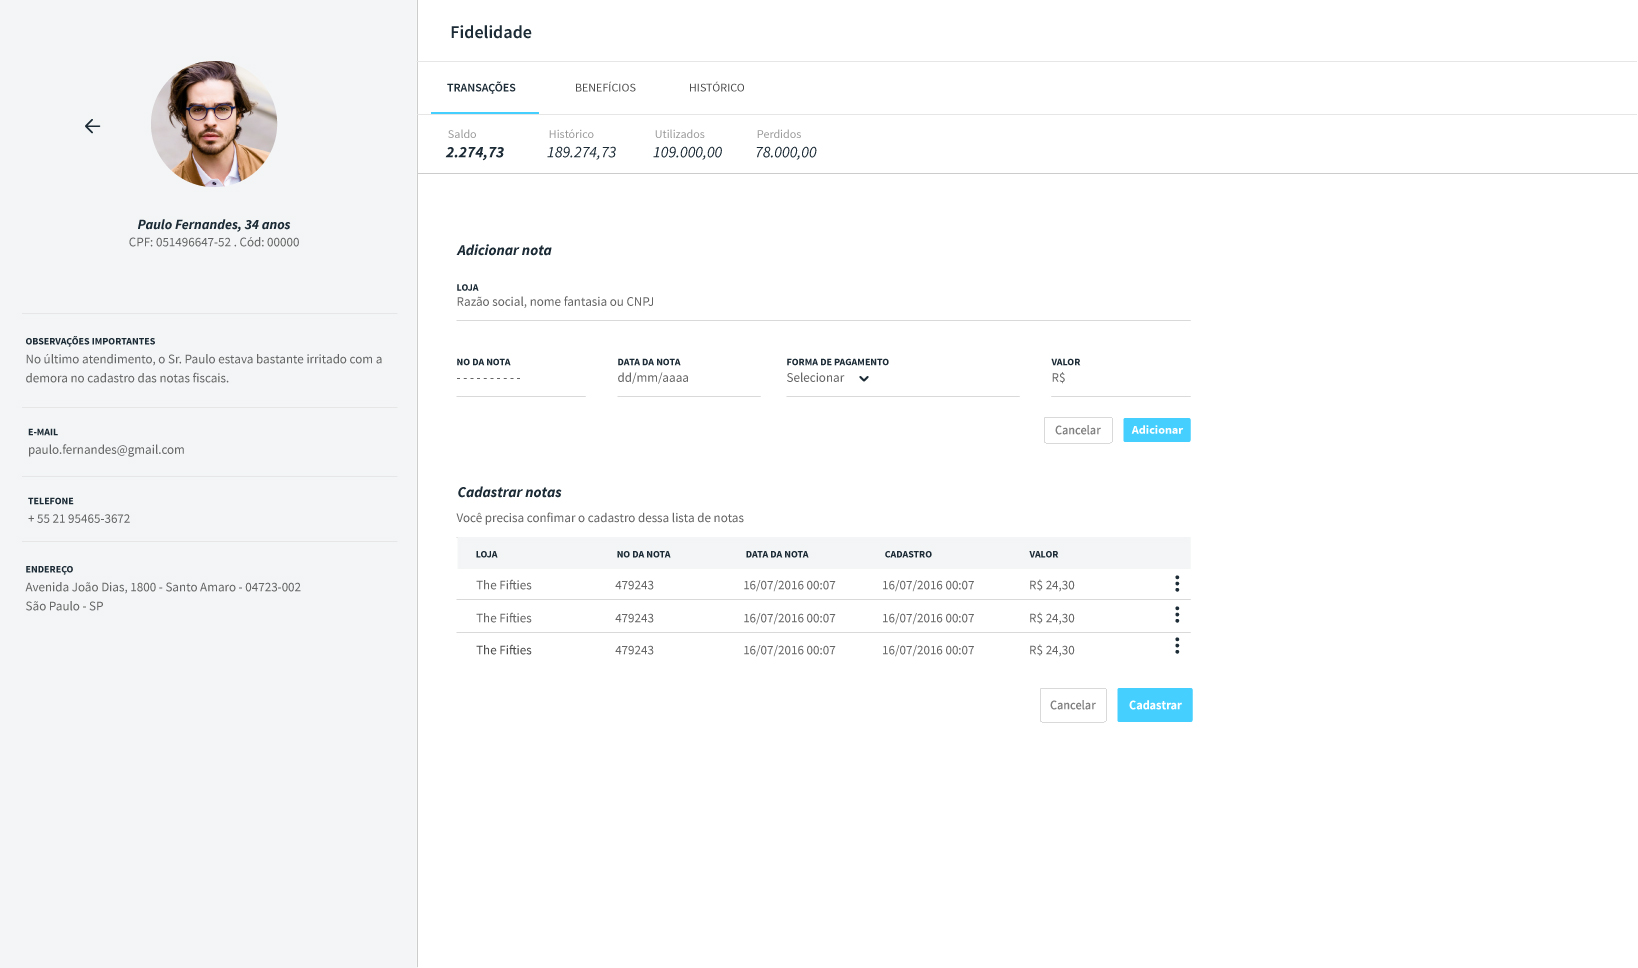 Paulo Fernandes, 34 anos
CPF: 051496647-52 . Cód: 00000
OBSERVAÇÕES IMPORTANTES
No último atendimento, o Sr. Paulo estava bastante irritado com a
demora no cadastro das notas fiscais.
E-MAIL
paulo.fernandes@gmail.com
TELEFONE
+ 55 21 95465-3672
ENDEREÇO
Avenida João Dias, 1800 - Santo Amaro - 04723-002
São Paulo - SP
Fidelidade
TRANSAÇÕES BENEFÍCIOS HISTÓRICO
Saldo Histórico Utilizados Perdidos
2.274,73 189.274,73 109.000,00 78.000,00
Adicionar nota
LOJA
Razão social, nome fantasia ou CNPJ
NO DA NOTA DATA DA NOTA FORMA DE PAGAMENTO VALOR
- - - - - - - - - - dd/mm/aaaa Selecionar R$
Cancelar Adicionar
Cadastrar notas
Você precisa confimar o cadastro dessa lista de notas
LOJA NO DA NOTA DATA DA NOTA CADASTRO VALOR
The Fifties 479243 16/07/2016 00:07 16/07/2016 00:07 R$ 24,30
The Fifties 479243 16/07/2016 00:07 16/07/2016 00:07 R$ 24,30
The Fifties 479243 16/07/2016 00:07 16/07/2016 00:07 R$ 24,30
Cancelar Cadastrar